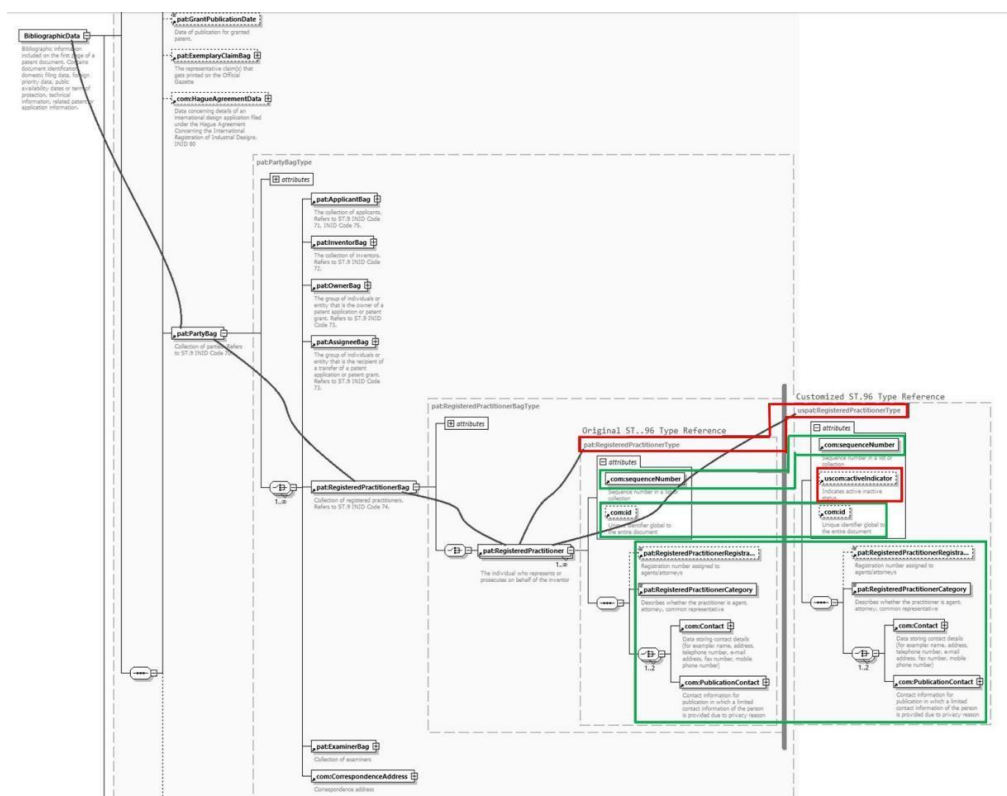 pat:GrantPublicationDate
Date of publication for granted
patent.
BibliographicData
Bibliographic information
included on the first page of a
patent document. Contains
document identification,
domestic filing data, foreign
priority data, public
availability dates or term of
protection, technical
information, related patent or
application information.
pat:ExemplaryClaimBag
The representative claim(s) that
gets printed on the Official
Gazette
com:HagueAgreementData
Data concerning details of an
international design application filed
under the Hague Agreement
Concerning the International
Registration of Industrial Designs.
INID 80
pat:PartyBagType
attributes
pat:ApplicantBag
The collection of applicants.
Refers to ST.9 INID Code
71, INID Code 75.
pat:InventorBag
The collection of inventors.
Refers to ST.9 INID Code
72.
pat:OwnerBag
The group of individuals or
entity that is the owner of a
patent application or patent
grant. Refers to ST.9 INID
Code 73.
pat:AssigneeBag
The group of individuals or
entity that is the recipient of
a transfer of a patent
application or patent grant.
Refers to ST.9 INID Code
73.
pat:PartyBag
Collection of parties. Refers
to ST.9 INID Code 70.
pat:RegisteredPractitionerBagType
attributes
1..∞
pat:RegisteredPractitionerBag
Collection of registered practitioners.
Refers to ST.9 INID Code 74.
pat:RegisteredPractitioner
1..∞
The individual who represents or
prosecutes on behalf of the inventor
Original ST..96 Type Reference
pat:RegisteredPractitionerType
attributes
com:sequenceNumber
Sequence number in a list or
collection
com:id
Unique identifier global to
the entire document
pat:RegisteredPractitionerRegistra...
Registration number assigned to
agents/attorneys
pat:RegisteredPractitionerCategory
Describes whether the practitioner is agent,
attorney, common representative
com:Contact
Data storing contact details
(for example: name, address,
telephone number, e-mail
address, fax number, mobile
phone number)
1..2
com:PublicationContact
Contact information for
publication in which a limited
contact information of the person
is provided due to privacy reason
Customized ST.96 Type Reference
uspat:RegisteredPractitionerType
attributes
com:sequenceNumber
Sequence number in a list or
collection
uscom:activeIndicator
Indicates active-inactive
status
com:id
Unique identifier global to
the entire document
pat:RegisteredPractitionerRegistra...
Registration number assigned to
agents/attorneys
pat:RegisteredPractitionerCategory
Describes whether the practitioner is agent,
attorney, common representative
com:Contact
Data storing contact details
(for example: name, address,
telephone number, e-mail
address, fax number, mobile
phone number)
1..2
com:PublicationContact
Contact information for
publication in which a limited
contact information of the person
is provided due to privacy reason
pat:ExaminerBag
Collection of examiners
com:CorrespondenceAddress
Correspondence address